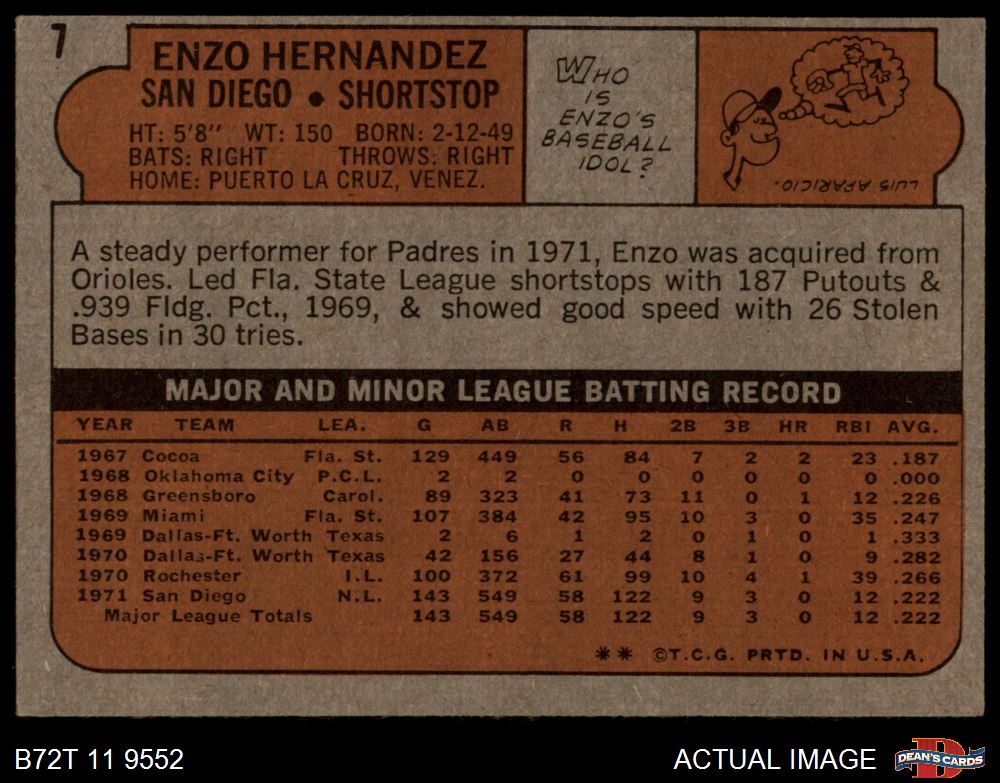 7
ENZO HERNANDEZ
SAN DIEGO • SHORTSTOP
HT: 5'8" WT: 150 BORN: 2-12-49
BATS: RIGHT THROWS: RIGHT
HOME: PUERTO LA CRUZ, VENEZ.
WHO
IS
ENZO'S
BASEBALL
IDOL?
LUIS APARICIO.
A steady performer for Padres in 1971, Enzo was acquired from
Orioles. Led Fla. State League shortstops with 187 Putouts &
.939 Fldg. Pct., 1969, & showed good speed with 26 Stolen
Bases in 30 tries.
MAJOR AND MINOR LEAGUE BATTING RECORD
YEAR TEAM LEA. G AB R H 2B 3B HR RBI AVG.
1967 Cocoa Fla. St. 129 449 56 84 7 2 2 23 .187
1968 Oklahoma City P.C.L. 2 2 0 0 0 0 0 0 .000
1968 Greensboro Carol. 89 323 41 73 11 0 1 12 .226
1969 Miami Fla. St. 107 384 42 95 10 3 0 35 .247
1969 Dallas-Ft. Worth Texas 2 6 1 2 0 1 0 1 .333
1970 Dallas-Ft. Worth Texas 42 156 27 44 8 1 0 9 .282
1970 Rochester I.L. 100 372 61 99 10 4 1 39 .266
1971 San Diego N.L. 143 549 58 122 9 3 0 12 .222
Major League Totals 143 549 58 122 9 3 0 12 .222
** ©T.C.G. PRTD. IN U.S.A.
B72T 11 9552 ACTUAL IMAGE D DEAN'S CARDS